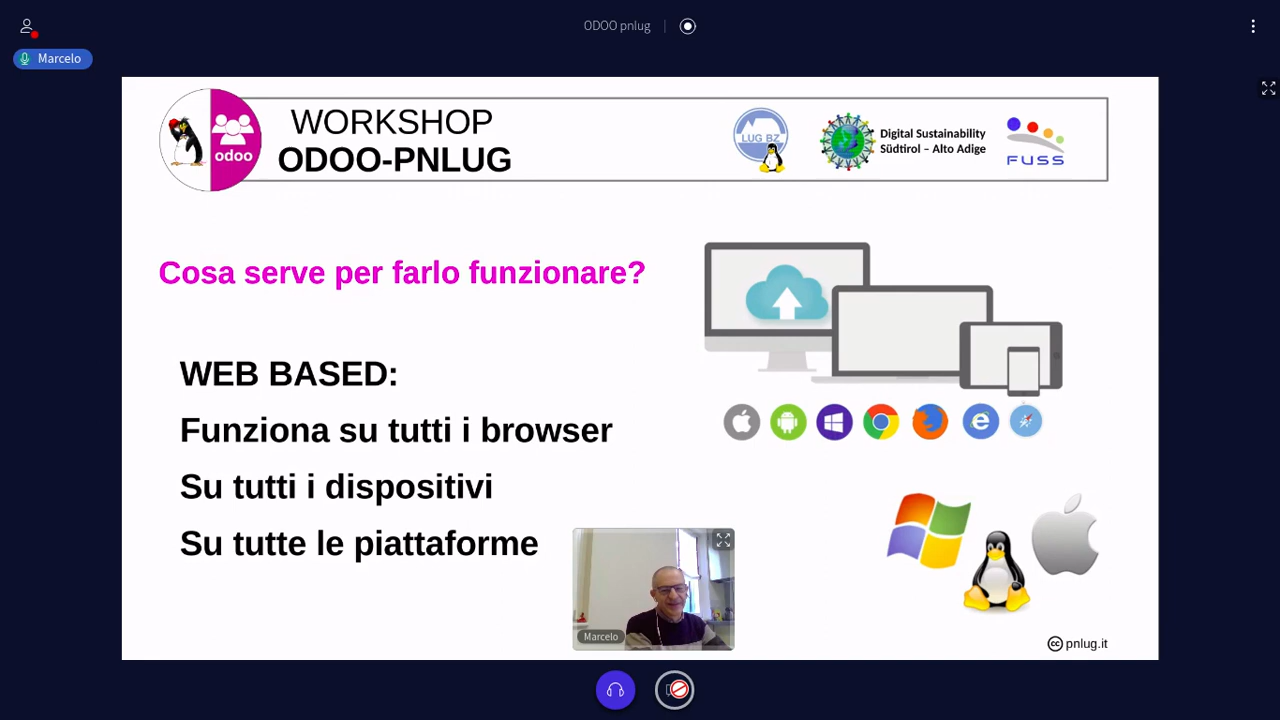 ODOO pnlug
Marcelo
WORKSHOP
ODOO-PNLUG
odoo
LUG BZ
Digital Sustainability
Südtirol – Alto Adige
FUSS
Cosa serve per farlo funzionare?
WEB BASED:
Funziona su tutti i browser
Su tutti i dispositivi
Su tutte le piattaforme
Marcelo
cc pnlug.it